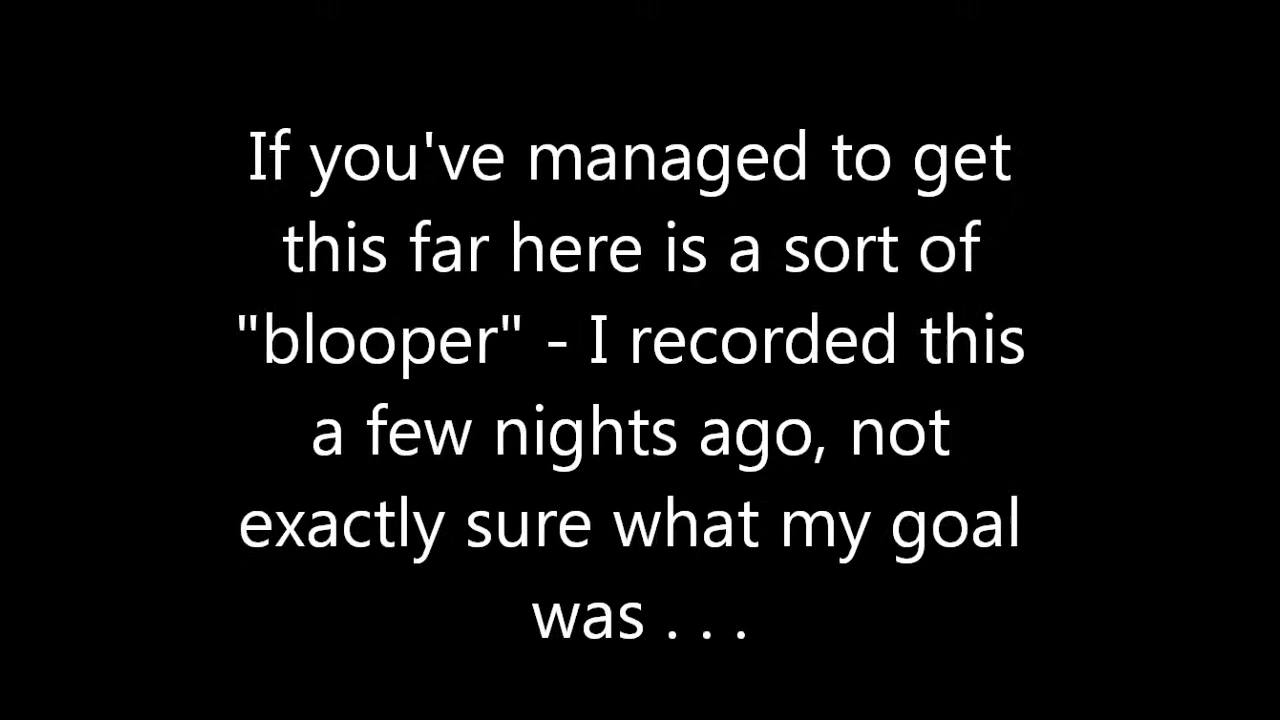 If you've managed to get
this far here is a sort of
"blooper" - I recorded this
a few nights ago, not
exactly sure what my goal
was . . .